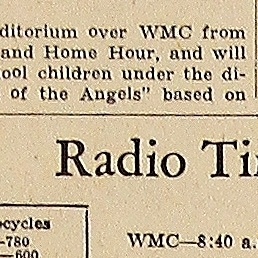 ditorium over WMC from
and Home Hour, and will
ool children under the di-
of the Angels" based on
Radio Ti
cycles
-780
—600
WMC—8:40 a.